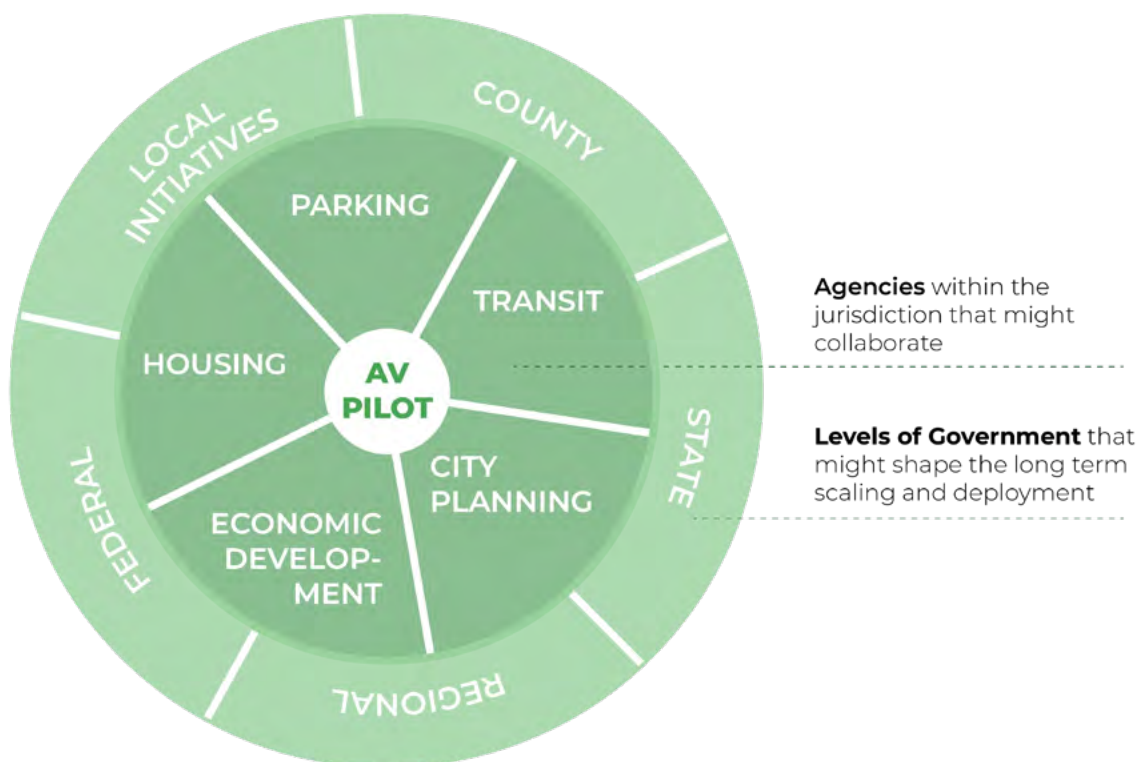 COUNTY
LOCAL
INITIATIVES
PARKING
TRANSIT
HOUSING
AV
PILOT
CITY
PLANNING
ECONOMIC
DEVELOP-
MENT
STATE
FEDERAL
REGIONAL
Agencies within the
jurisdiction that might
collaborate
Levels of Government that
might shape the long term
scaling and deployment